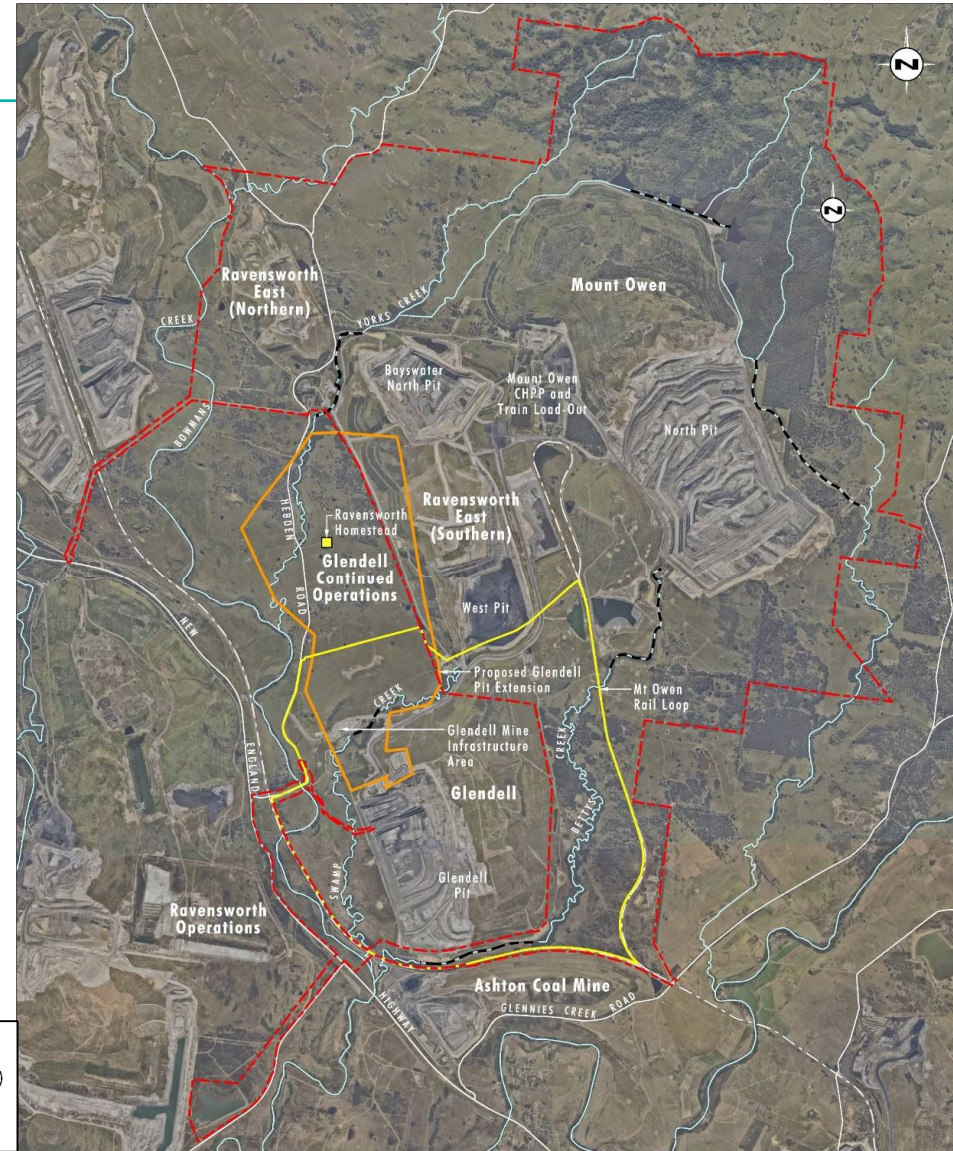 N
N
Ravensworth
East
(Northern)
Mount Owen
CREEK
YORKS CREEK
Bayswater
North Pit
Mount Owen
CHPP and
Train Load-Out
BOWMANS
North Pit
HEBDEN
ROAD
Ravensworth
Homestead
Ravensworth
East
(Southern)
Glendell
Continued
Operations
West Pit
NEW
ENGLAND
HIGHWAY
Proposed Glendell
Pit Extension
Mt Owen
Rail Loop
SWAMP
CREEK
Glendell Mine
Infrastructure
Area
Glendell
BETTYS
CREEK
Glendell
Pit
Ravensworth
Operations
Ashton Coal Mine
GLENNIES CREEK ROAD
)